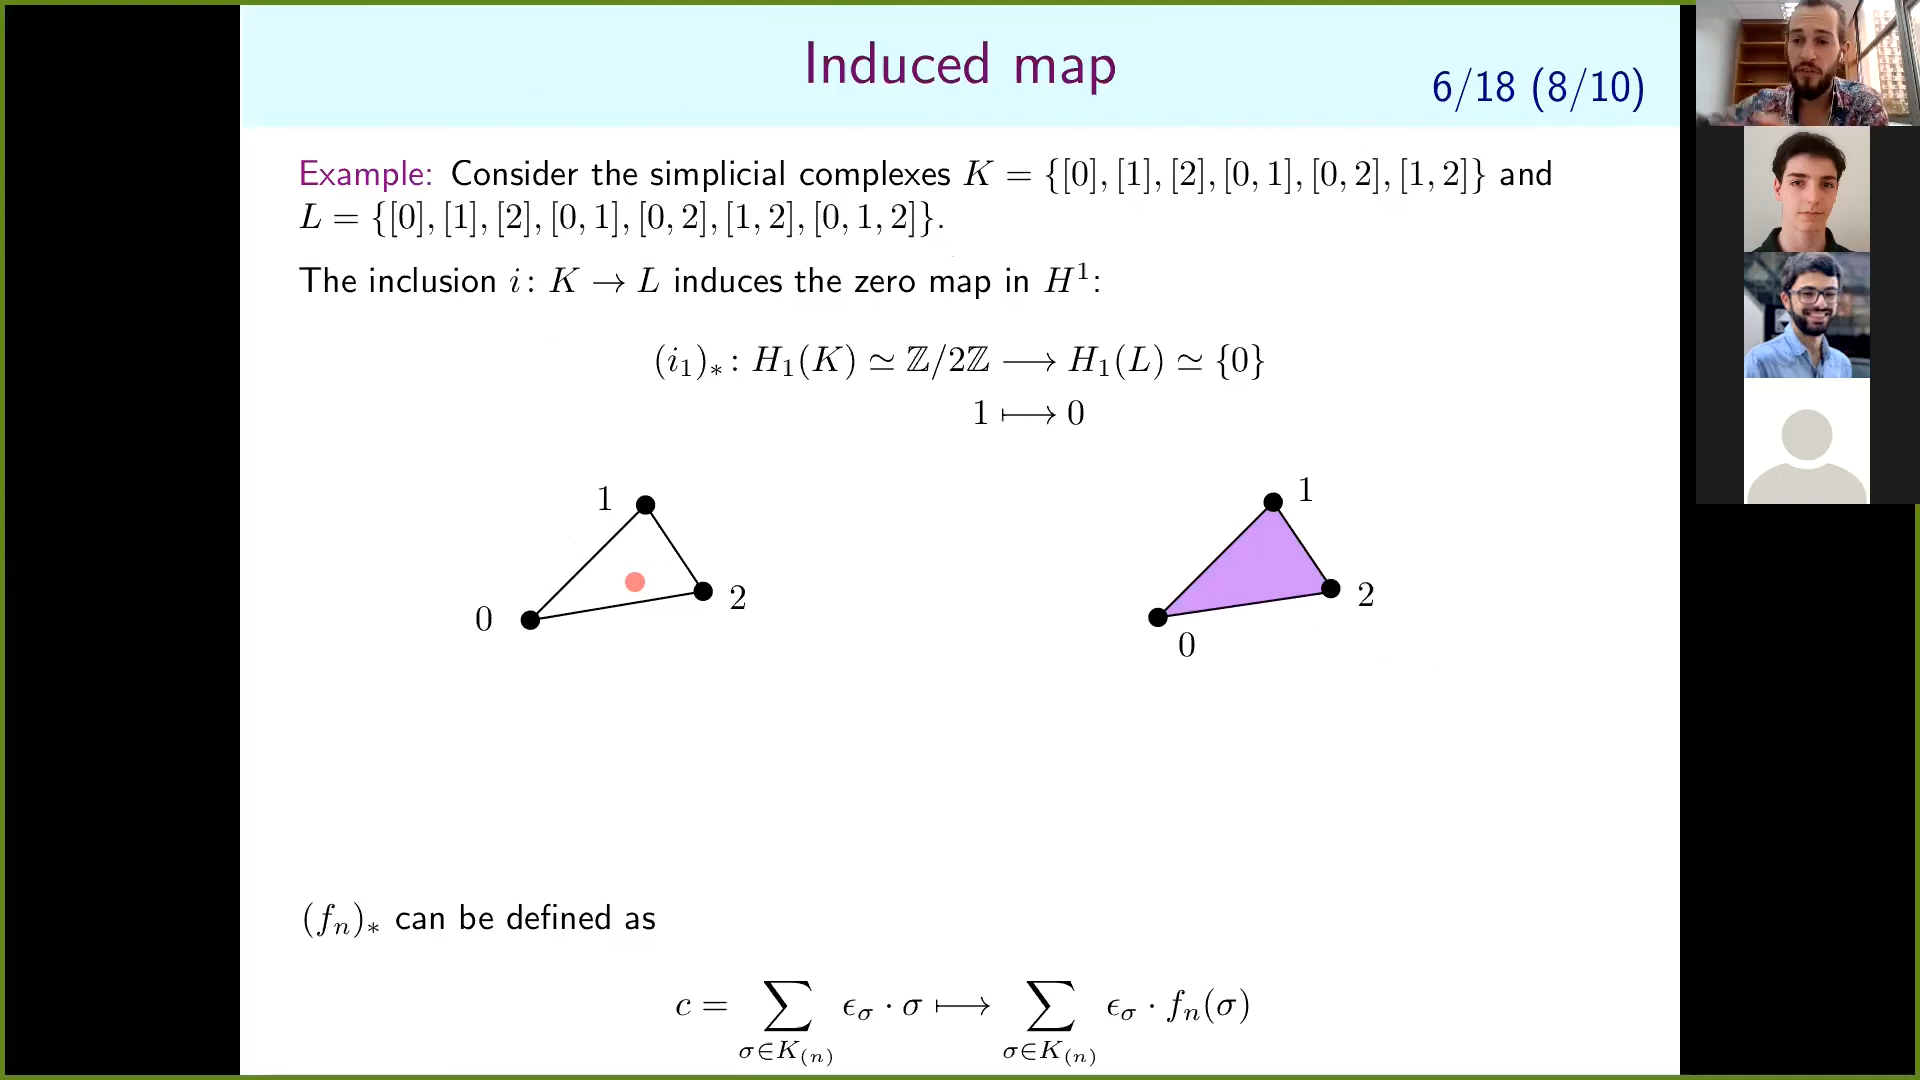 Induced map
6/18 (8/10)
Example: Consider the simplicial complexes K = {[0], [1], [2], [0, 1], [0, 2], [1, 2]} and
L = {[0], [1], [2], [0, 1], [0, 2], [1, 2], [0, 1, 2]}.
The inclusion i: K → L induces the zero map in H¹:
(i₁)∗ : H₁(K) ≃ ℤ/2ℤ ⟶ H₁(L) ≃ {0}
1 ⟼ 0
1
0
2
1
2
0
(fₙ)∗ can be defined as
c = ∑_{σ∈K_{(n)}} ϵ_σ · σ ⟼ ∑_{σ∈K_{(n)}} ϵ_σ · fₙ(σ)